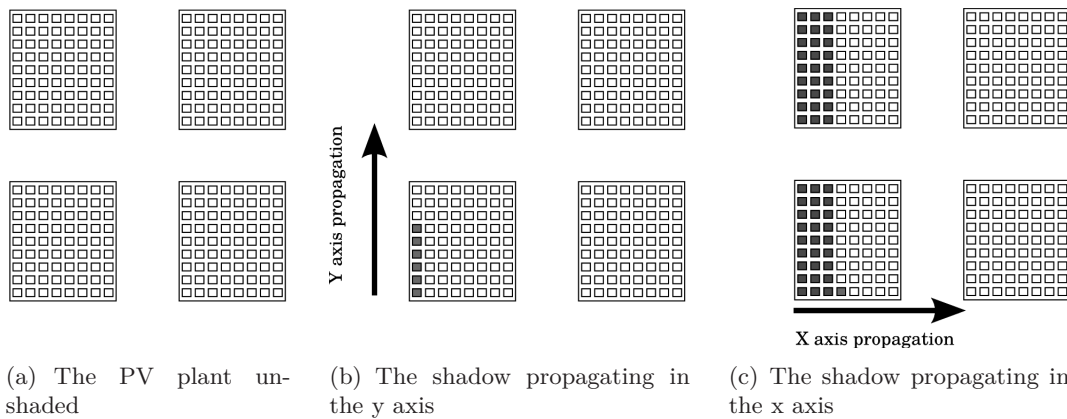 Y axis propagation
X axis propagation
(a) The PV plant un-
shaded
(b) The shadow propagating in
the y axis
(c) The shadow propagating in
the x axis